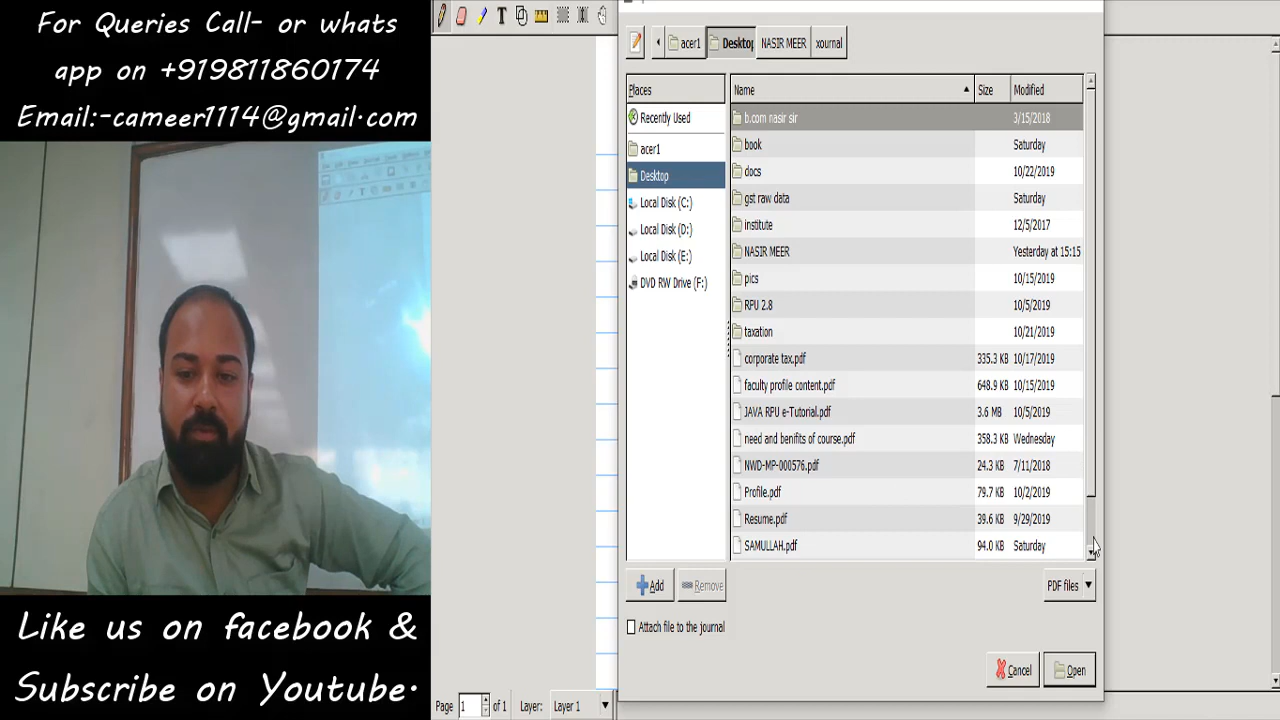 For Queries Call- or whats
app on +919811860174
Email:-cameer1114@gmail.com
Like us on facebook &
Subscribe on Youtube.
T
acer1
Desktop
NASIR MEER
xournal
Places
Recently Used
acer1
Desktop
Local Disk (C:)
Local Disk (D:)
Local Disk (E:)
DVD RW Drive (F:)
Name Size Modified
b.com nasir sir 3/15/2018
book Saturday
docs 10/22/2019
gst raw data Saturday
institute 12/5/2017
NASIR MEER Yesterday at 15:15
pics 10/15/2019
RPU 2.8 10/5/2019
taxation 10/21/2019
corporate tax.pdf 335.3 KB 10/17/2019
faculty profile content.pdf 648.9 KB 10/15/2019
JAVA RPU e-Tutorial.pdf 3.6 MB 10/5/2019
need and benifits of course.pdf 358.3 KB Wednesday
NWD-MP-000576.pdf 24.3 KB 7/11/2018
Profile.pdf 79.7 KB 10/2/2019
Resume.pdf 39.6 KB 9/29/2019
SAMULLAH.pdf 94.0 KB Saturday
Add Remove PDF files
Attach file to the journal
Cancel Open
Page 1 of 1 Layer: Layer 1